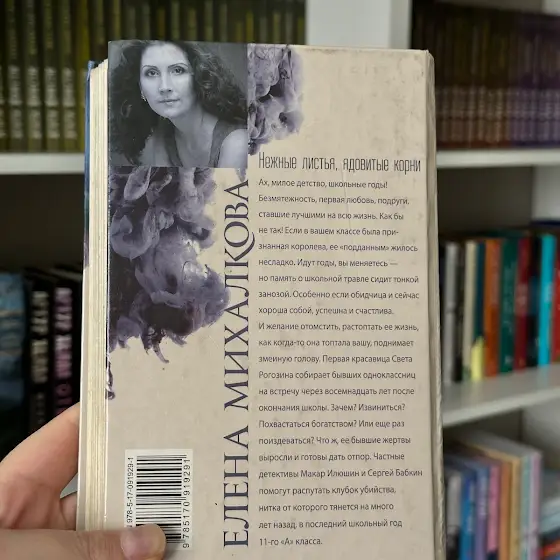 Нежные листья, ядовитые корни
Ах, милое детство, школьные годы!
Безмятежность, первая любовь, подруги,
ставшие лучшими на всю жизнь. Как бы
не так! Если в вашем классе была при-
знанная королева, ее «подданным» жилось
несладко. Идут годы, вы меняетесь —
но память о школьной травле сидит тонкой
занозой. Особенно если обидчица и сейчас
хороша собой, успешна и счастлива.
И желание отомстить, растоптать ее жизнь,
как когда-то она топтала вашу, поднимает
змеиную голову. Первая красавица Света
Рогозина собирает бывших одноклассниц
на встречу через восемнадцать лет после
окончания школы. Зачем? Извиниться?
Похвастаться богатством? Или еще раз
поиздеваться? Что ж, ее бывшие жертвы
выросли и готовы дать отпор. Частные
детективы Макар Илюшин и Сергей Бабкин
помогут распутать клубок убийства,
нитка от которого тянется на много
лет назад, в последний школьный год
11-го «А» класса.
ЕЛЕНА МИХАЛКОВА
978-5-17-091929-1
9785170919291